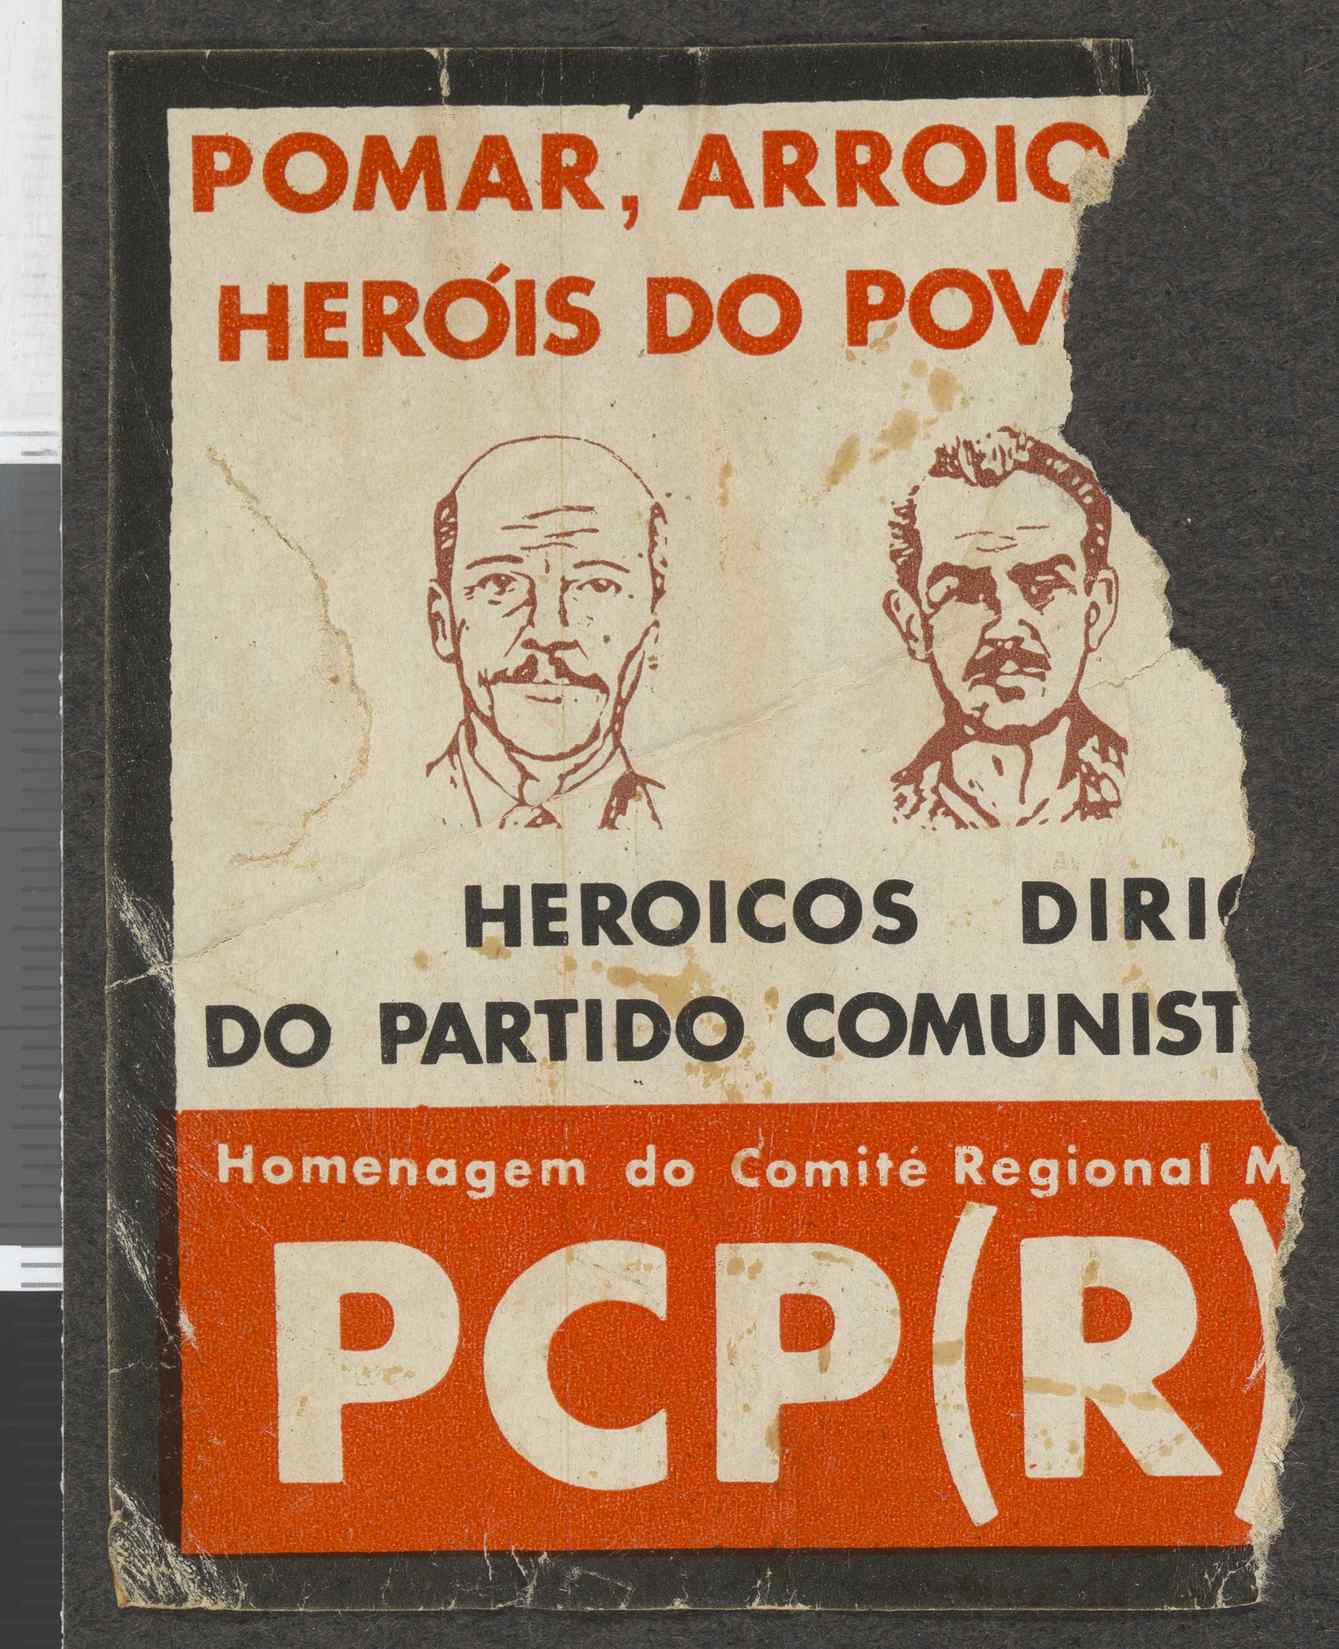 POMAR, ARROIO
HERÓIS DO POV
HEROICOS DIRI
DO PARTIDO COMUNIST
Homenagem do Comité Regional M
PCP(R)